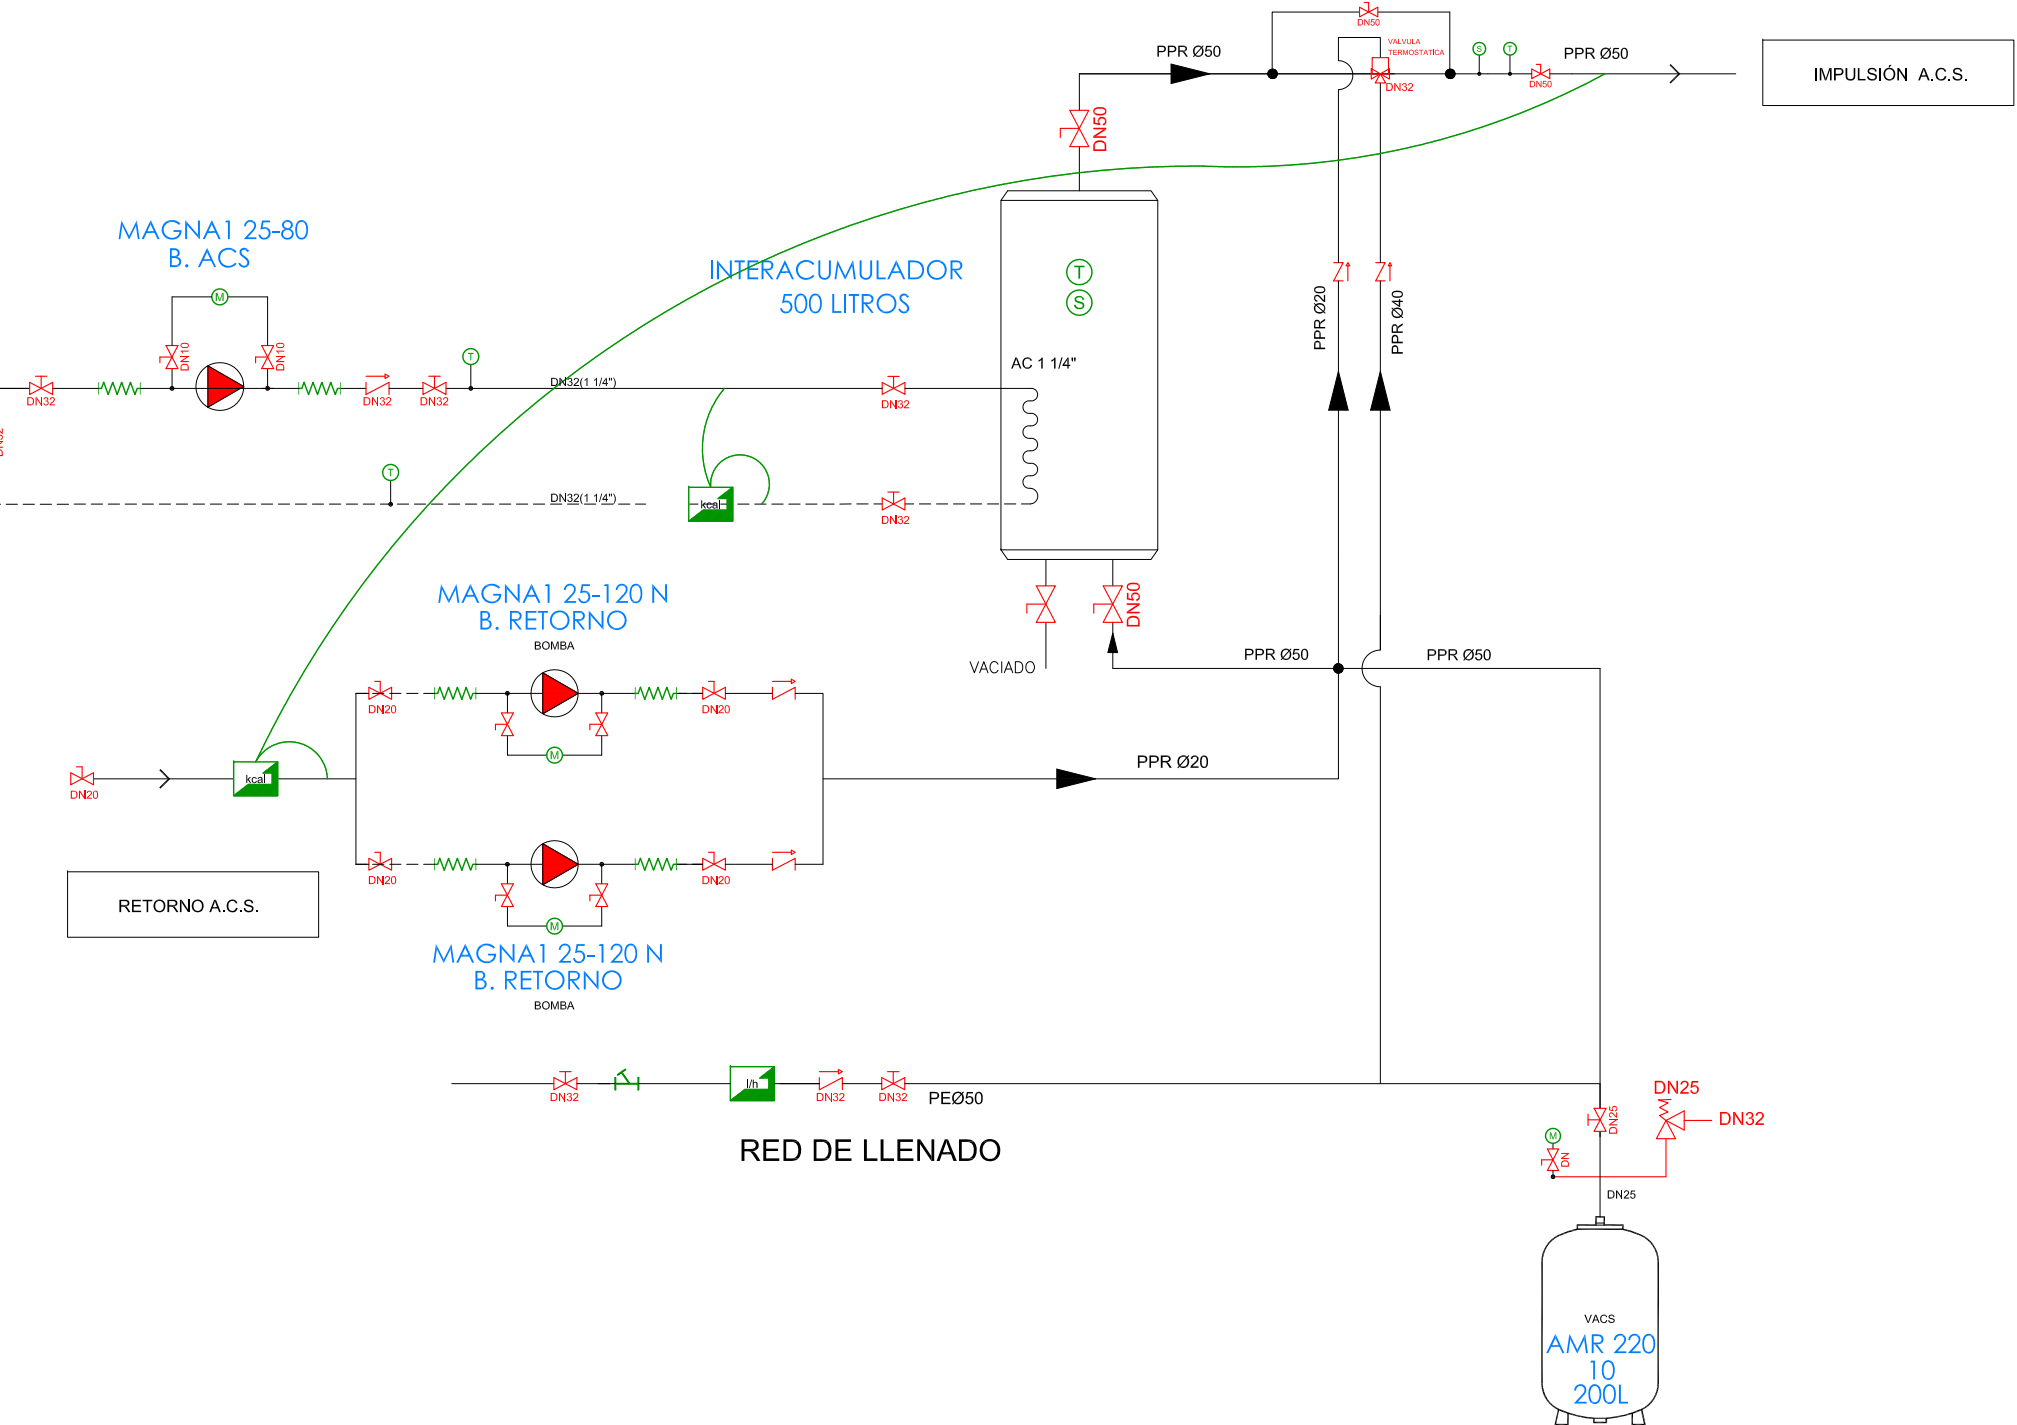 DN50
PPR Ø50
VALVULA
TERMOSTATICA
S
T
PPR Ø50
IMPULSIÓN A.C.S.
DN32
DN50
DN50
MAGNA1 25-80
B. ACS
INTERACUMULADOR
500 LITROS
T
S
M
DN10
DN10
PPR Ø20
PPR Ø40
T
AC 1 1/4"
DN32(1 1/4")
DN32
DN32
DN32
DN32
DN32
T
DN32(1 1/4")
kcal
DN32
MAGNA1 25-120 N
B. RETORNO
BOMBA
DN50
VACIADO
PPR Ø50
PPR Ø50
DN20
DN20
M
PPR Ø20
kcal
DN20
DN20
DN20
RETORNO A.C.S.
M
MAGNA1 25-120 N
B. RETORNO
BOMBA
l/h
DN32
DN32
DN32
PEØ50
RED DE LLENADO
DN25
DN32
DN25
M
DN
DN25
VACS
AMR 220
10
200L